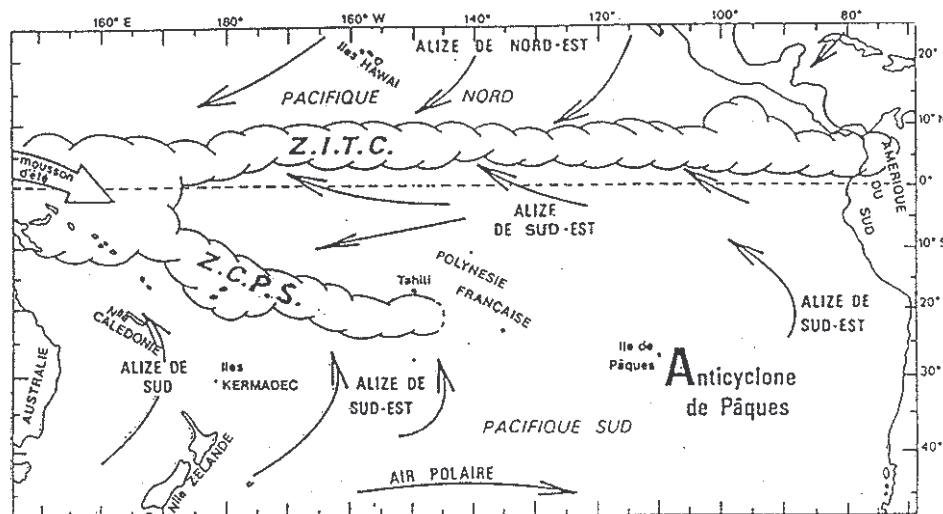 160° E
180°
160° W
140°
120°
100°
80°
ALIZE DE NORD-EST
Iles HAWAI
20°
PACIFIQUE NORD
10° N
Z.I.T.C.
mousson
d'été
AMERIQUE
DU
SUD
0°
ALIZE
DE SUD-EST
10° S
Z.C.P.S.
POLYNESIE
FRANÇAISE
Tahiti
20°
Nlle
CALEDONIE
ALIZE DE
SUD-EST
AUSTRALIE
ALIZE DE
SUD
Iles
KERMADEC
ALIZE DE
SUD-EST
Ile de
Pâques
Anticyclone
de Pâques
30°
PACIFIQUE SUD
40°
Nlle ZELANDE
AIR POLAIRE